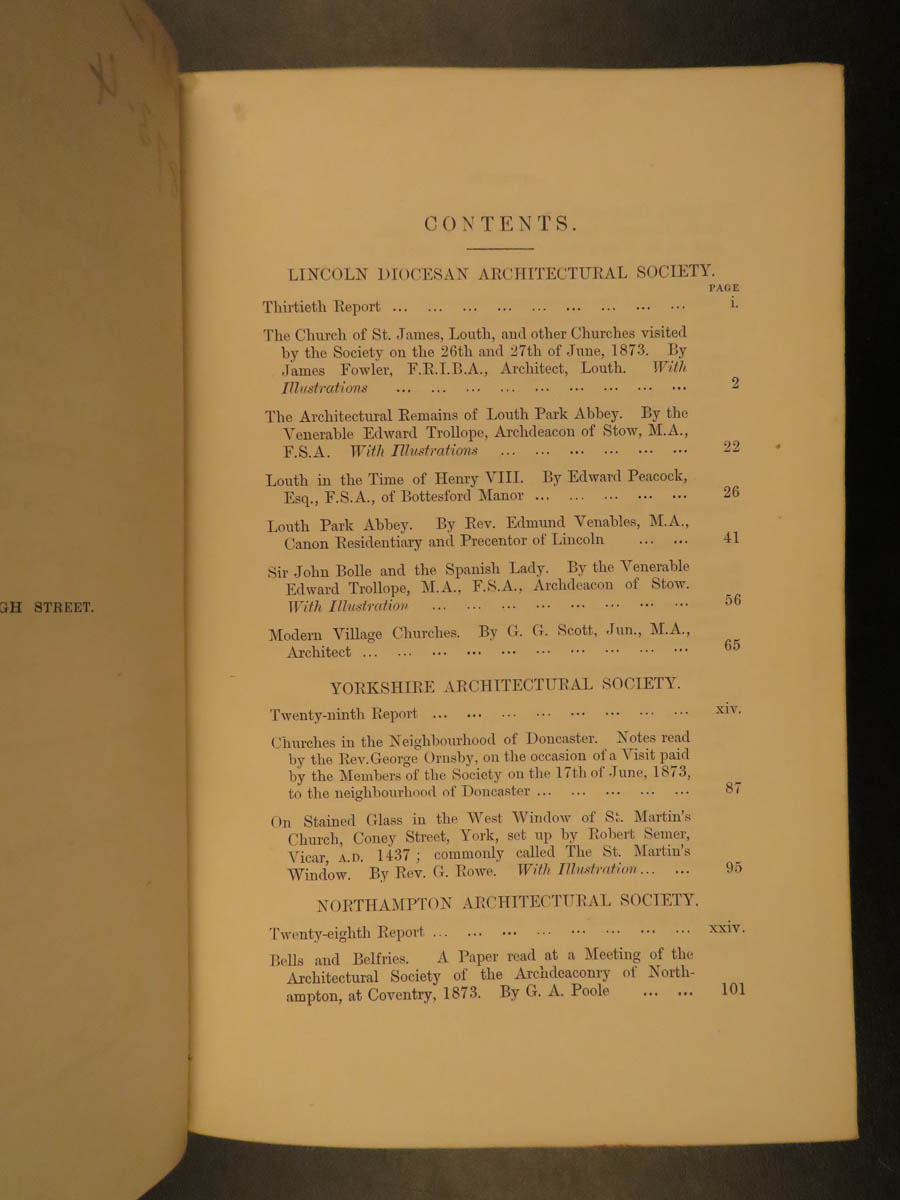 GH STREET.
CONTENTS.
LINCOLN DIOCESAN ARCHITECTURAL SOCIETY.
PAGE
Thirtieth Report ... ... ... ... ... ... ... ... ... i.
The Church of St. James, Louth, and other Churches visited
by the Society on the 26th and 27th of June, 1873. By
James Fowler, F.R.I.B.A., Architect, Louth. With
Illustrations ... ... ... ... ... ... ... ... ... 2
The Architectural Remains of Louth Park Abbey. By the
Venerable Edward Trollope, Archdeacon of Stow, M.A.,
F.S.A. With Illustrations ... ... ... ... ... ... 22
Louth in the Time of Henry VIII. By Edward Peacock,
Esq., F.S.A., of Bottesford Manor ... ... ... ... ... 26
Louth Park Abbey. By Rev. Edmund Venables, M.A.,
Canon Residentiary and Precentor of Lincoln ... ... 41
Sir John Bolle and the Spanish Lady. By the Venerable
Edward Trollope, M.A., F.S.A., Archdeacon of Stow.
With Illustration ... ... ... ... ... ... ... ... 56
Modern Village Churches. By G. G. Scott, Jun., M.A.,
Architect ... ... ... ... ... ... ... ... ... ... 65
YORKSHIRE ARCHITECTURAL SOCIETY.
Twenty-ninth Report ... ... ... ... ... ... ... ... xiv.
Churches in the Neighbourhood of Doncaster. Notes read
by the Rev. George Ornsby, on the occasion of a Visit paid
by the Members of the Society on the 17th of June, 1873,
to the neighbourhood of Doncaster ... ... ... ... ... 87
On Stained Glass in the West Window of St. Martin's
Church, Coney Street, York, set up by Robert Semer,
Vicar, A.D. 1437 ; commonly called The St. Martin's
Window. By Rev. G. Rowe. With Illustration ... ... 95
NORTHAMPTON ARCHITECTURAL SOCIETY.
Twenty-eighth Report ... ... ... ... ... ... ... ... xxiv.
Bells and Belfries. A Paper read at a Meeting of the
Architectural Society of the Archdeaconry of North-
ampton, at Coventry, 1873. By G. A. Poole ... ... 101